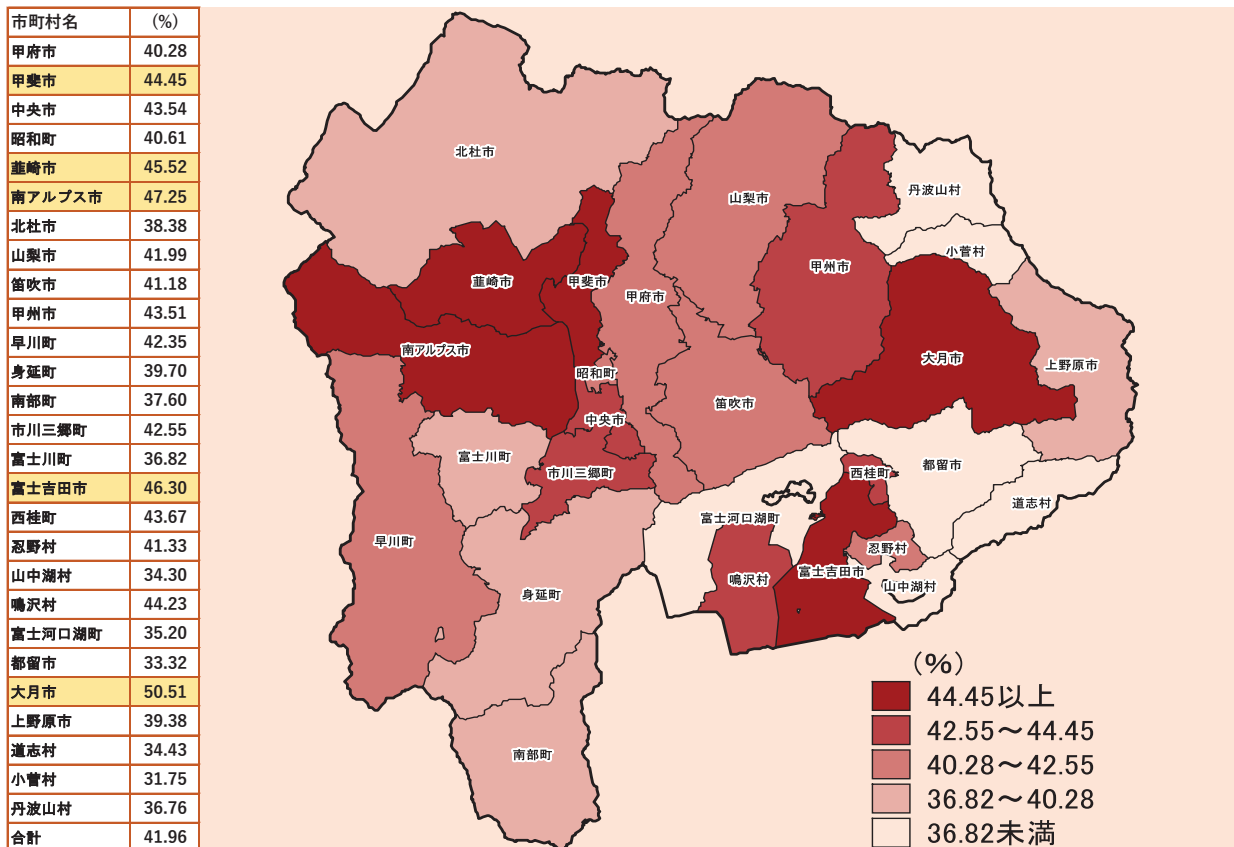 市町村名 (%)
甲府市 40.28
甲斐市 44.45
中央市 43.54
昭和町 40.61
韮崎市 45.52
南アルプス市 47.25
北杜市 38.38
山梨市 41.99
笛吹市 41.18
甲州市 43.51
早川町 42.35
身延町 39.70
南部町 37.60
市川三郷町 42.55
富士川町 36.82
富士吉田市 46.30
西桂町 43.67
忍野村 41.33
山中湖村 34.30
鳴沢村 44.23
富士河口湖町 35.20
都留市 33.32
大月市 50.51
上野原市 39.38
道志村 34.43
小菅村 31.75
丹波山村 36.76
合計 41.96
北杜市
丹波山村
山梨市
小菅村
甲州市
韮崎市
甲斐市
甲府市
南アルプス市
大月市
上野原市
昭和町
笛吹市
中央市
富士川町
都留市
西桂町
市川三郷町
道志村
富士河口湖町
早川町
忍野村
富士吉田市
鳴沢村
山中湖村
身延町
南部町
(%)
44.45以上
42.55～44.45
40.28～42.55
36.82～40.28
36.82未満